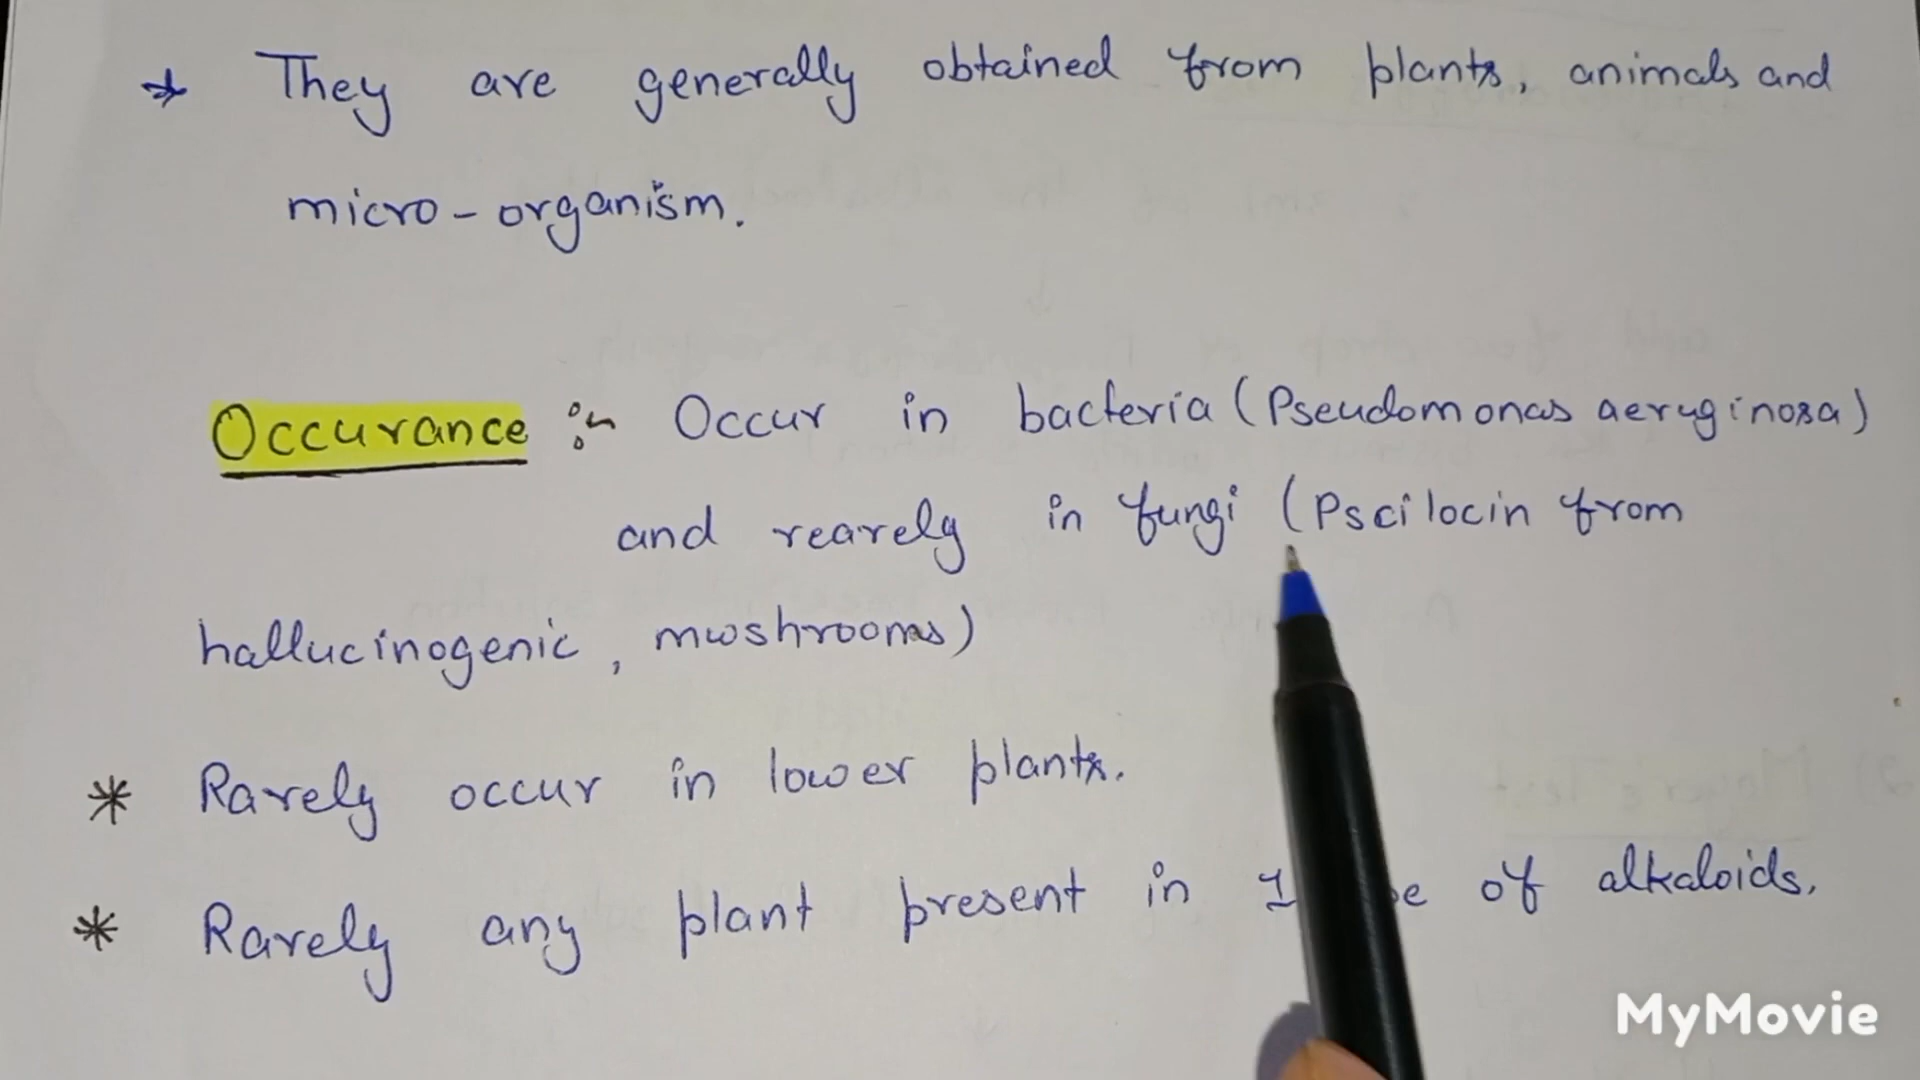 They are generally obtained from plants, animals and
micro-organism.
Occurance :- Occur in bacteria (Pseudomonas aeruginosa)
and rearely in fungi (Pscilocin from
hallucinogenic, mushrooms)
* Rarely occur in lower plants.
* Rarely any plant present in 1 of alkaloids.
MyMovie